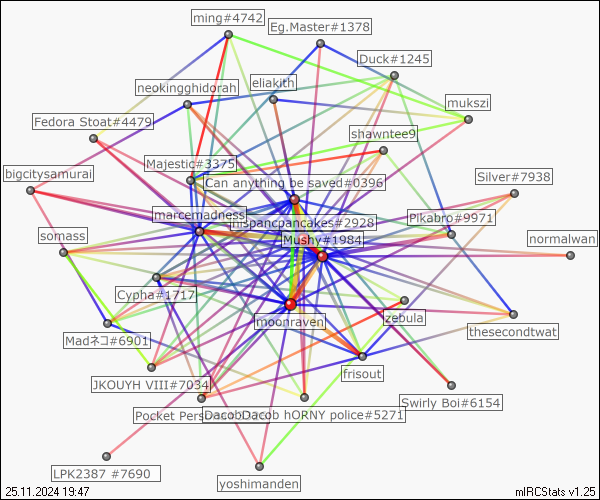 ming#4742
Eg.Master#1378
Duck#1245
neokingghidorah
eliakith
mukszi
Fedora Stoat#4479
shawntee9
Majestic#3375
bigcitysamurai
Silver#7938
Can anything be saved#0396
marcemadness
mspancpancakes#2928
Pikabro#9971
somass
Mushy#1984
normalwan
Cypha#1717
moonraven
zebula
thesecondtwat
Madネコ#6901
frisout
JKOUYH VIII#7034
Swirly Boi#6154
Pocket Pers
DacobDacob hORNY police#5271
LPK2387 #7690
yoshimanden
25.11.2024 19:47
mIRCStats v1.25